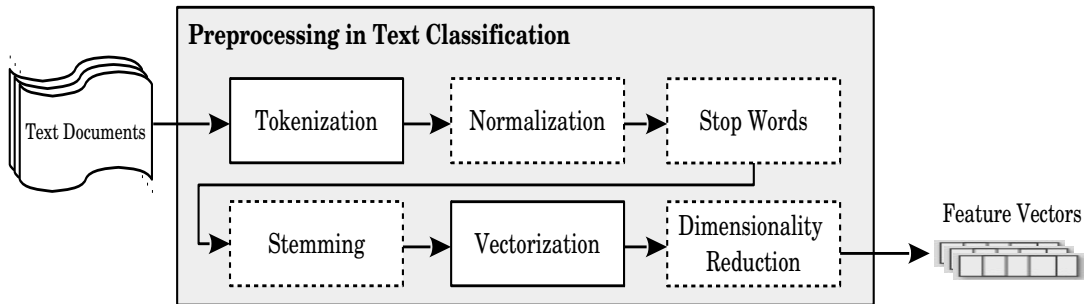 Preprocessing in Text Classification
Text Documents
Tokenization
Normalization
Stop Words
Stemming
Vectorization
Dimensionality
Reduction
Feature Vectors